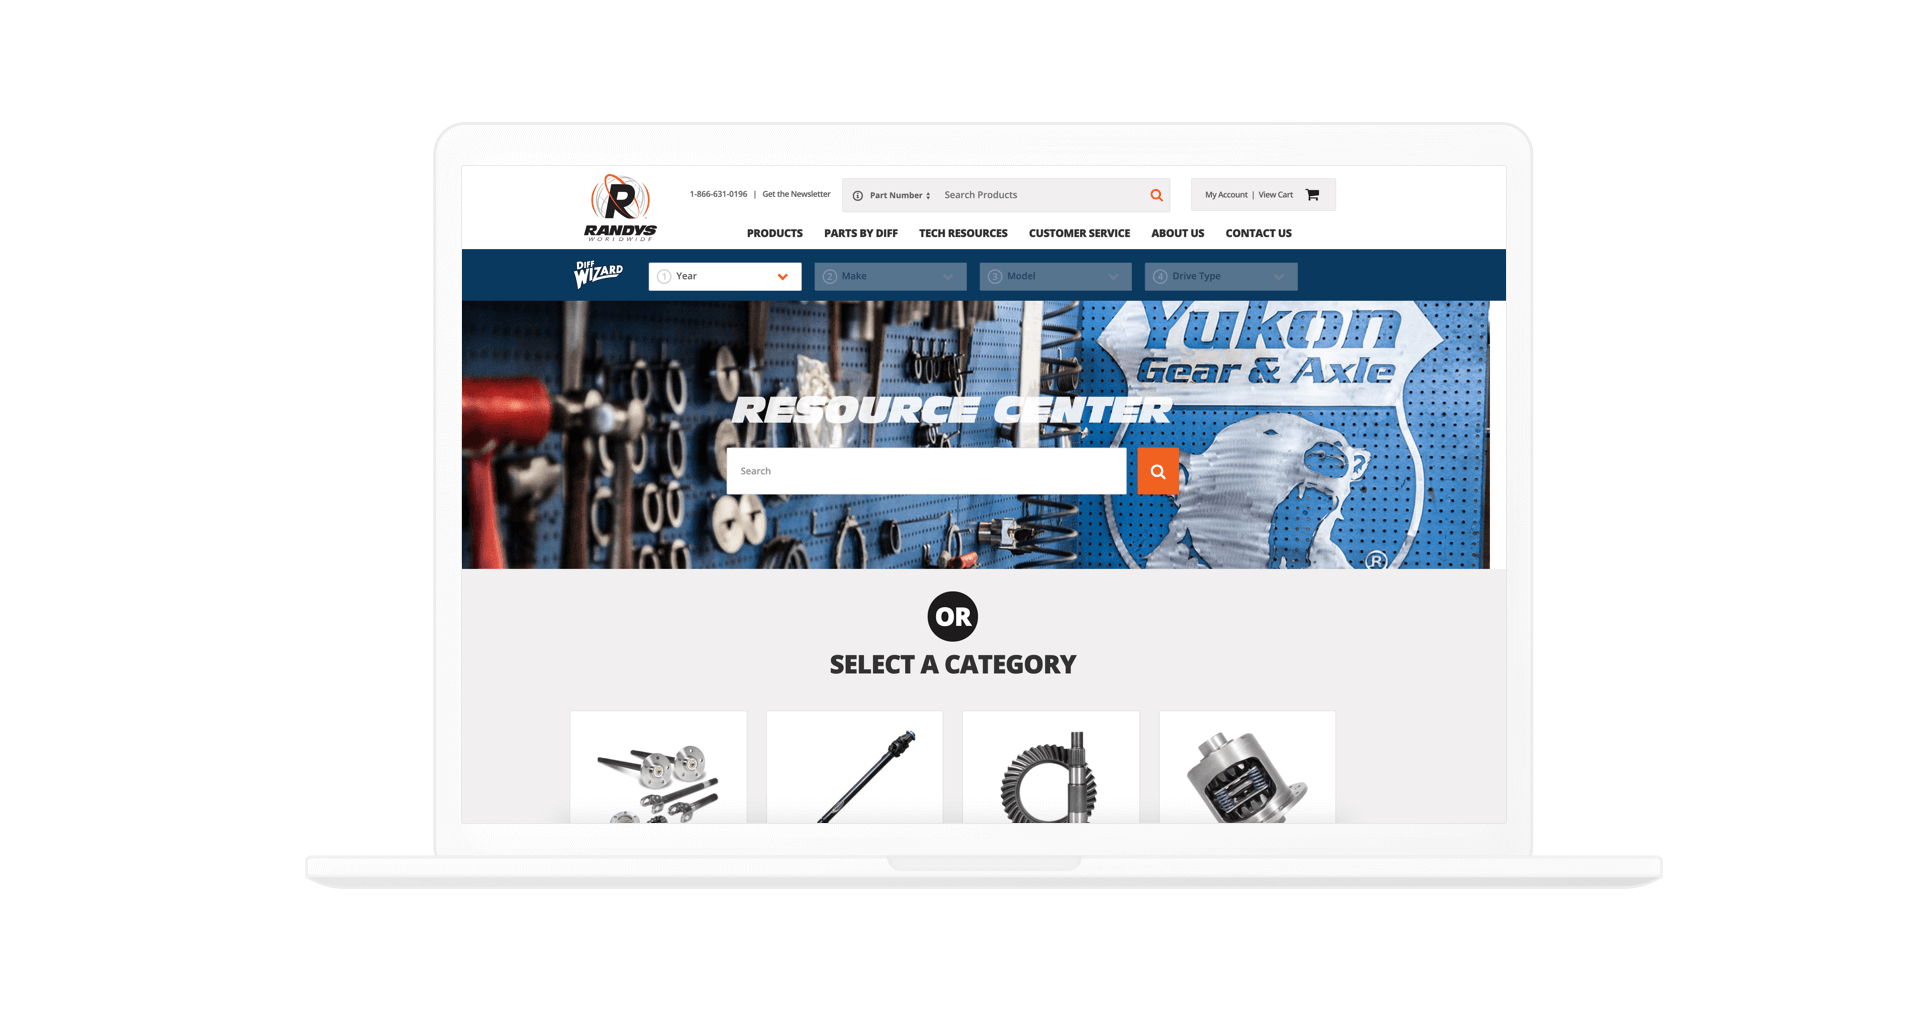 R
RANDYS
WORLDWIDE
1-866-631-0196 | Get the Newsletter
Part Number
Search Products
My Account | View Cart
PRODUCTS PARTS BY DIFF TECH RESOURCES CUSTOMER SERVICE ABOUT US CONTACT US
DIFF
WIZARD
1 Year
2 Make
3 Model
4 Drive Type
Yukon
Gear & Axle
RESOURCE CENTER
Search
®
OR
SELECT A CATEGORY